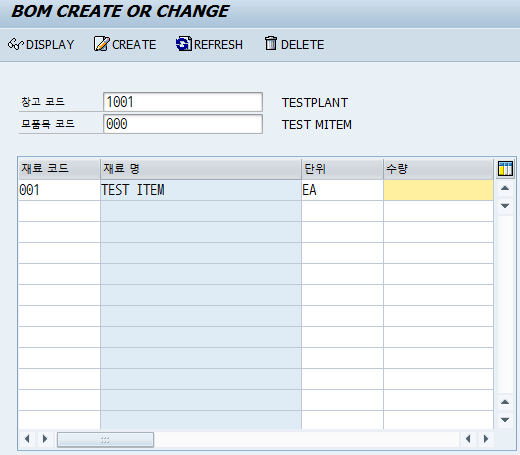 BOM CREATE OR CHANGE
DISPLAY CREATE REFRESH DELETE
창고 코드 1001 TESTPLANT
모품목 코드 000 TEST MITEM
재료 코드 재료 명 단위 수량
001 TEST ITEM EA